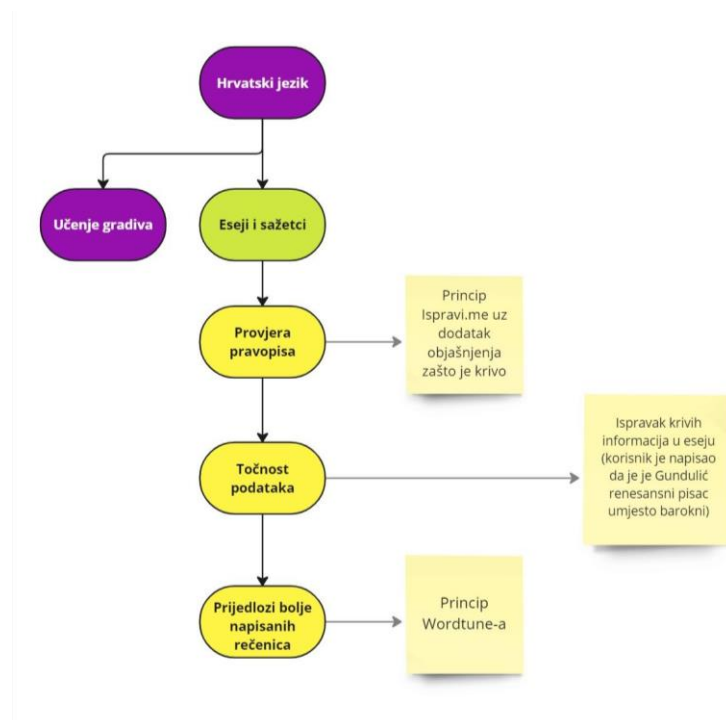 Hrvatski jezik
Učenje gradiva
Eseji i sažetci
Provjera
pravopisa
Princip
Ispravi.me uz
dodatak
objašnjenja
zašto je krivo
Točnost
podataka
Ispravak krivih
informacija u eseju
(korisnik je napisao
da je je Gundulić
renesansni pisac
umjesto barokni)
Prijedlozi bolje
napisanih
rečenica
Princip
Wordtune-a